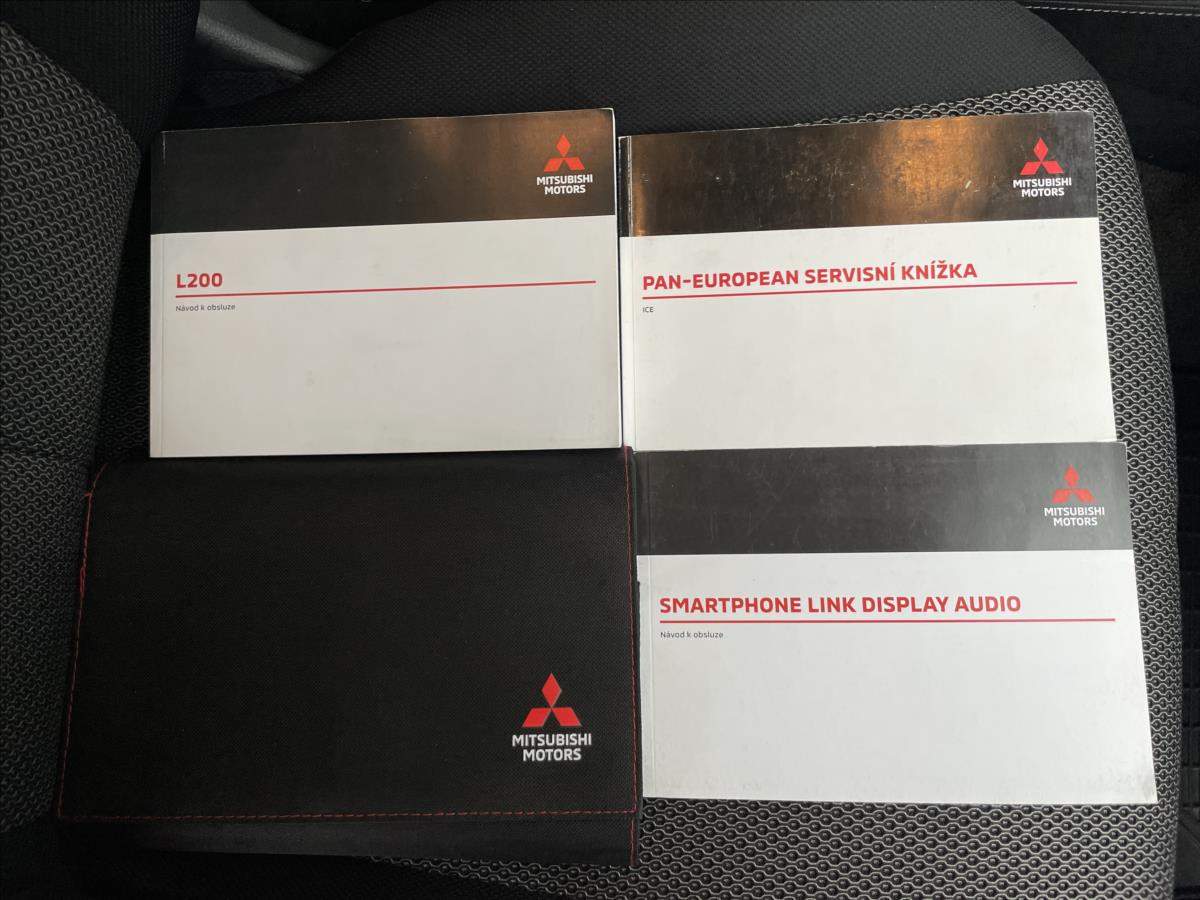 MITSUBISHI
MOTORS
L200
Návod k obsluze
MITSUBISHI
MOTORS
PAN-EUROPEAN SERVISNÍ KNÍŽKA
ICE
MITSUBISHI
MOTORS
MITSUBISHI
MOTORS
SMARTPHONE LINK DISPLAY AUDIO
Návod k obsluze